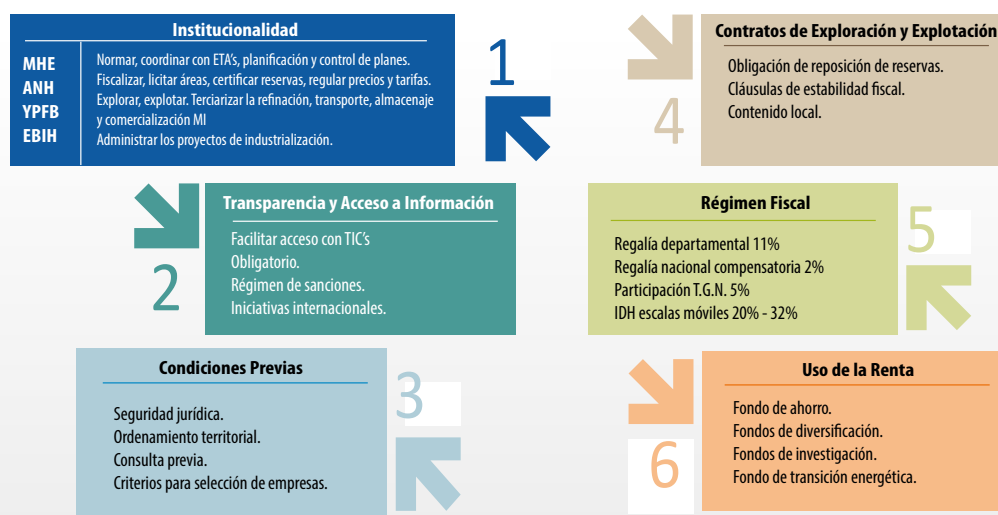 Institucionalidad
MHE
ANH
YPFB
EBIH
Normar, coordinar con ETA's, planificación y control de planes.
Fiscalizar, licitar áreas, certificar reservas, regular precios y tarifas.
Explorar, explotar. Terciarizar la refinación, transporte, almacenaje
y comercialización MI
Administrar los proyectos de industrialización.
1
2
Transparencia y Acceso a Información
Facilitar acceso con TIC's
Obligatorio.
Régimen de sanciones.
Iniciativas internacionales.
Condiciones Previas
Seguridad jurídica.
Ordenamiento territorial.
Consulta previa.
Criterios para selección de empresas.
3
4
Contratos de Exploración y Explotación
Obligación de reposición de reservas.
Cláusulas de estabilidad fiscal.
Contenido local.
Régimen Fiscal
Regalía departamental 11%
Regalía nacional compensatoria 2%
Participación T.G.N. 5%
IDH escalas móviles 20% - 32%
5
6
Uso de la Renta
Fondo de ahorro.
Fondos de diversificación.
Fondos de investigación.
Fondo de transición energética.